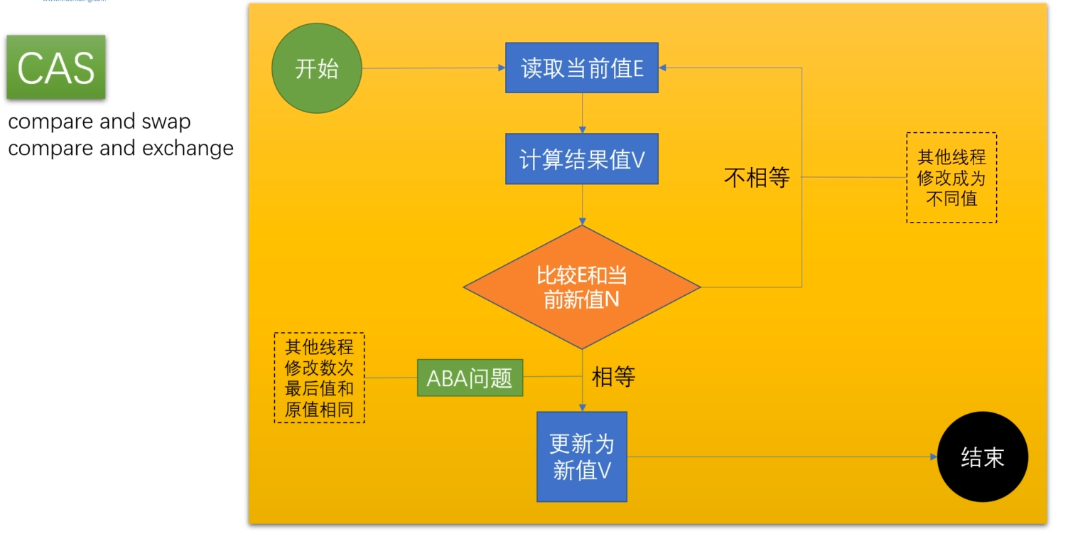 CAS
compare and swap
compare and exchange
开始
读取当前值E
计算结果值V
不相等
其他线程
修改成为
不同值
比较E和当
前新值N
其他线程
修改数次
最后值和
原值相同
ABA问题
相等
更新为
新值V
结束